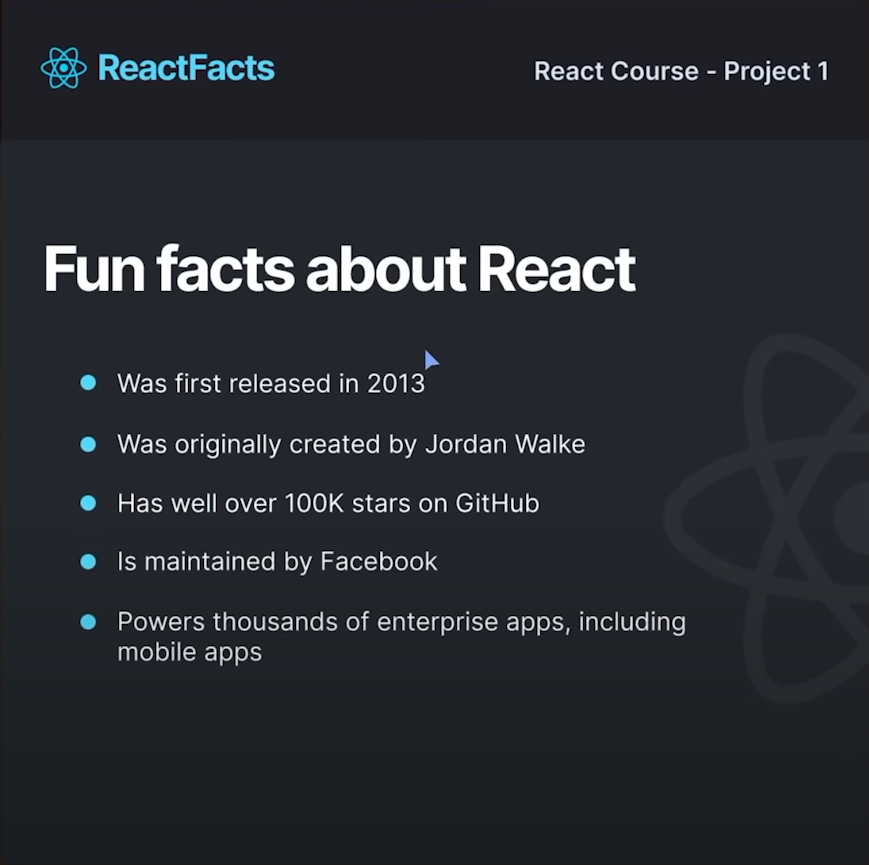 ReactFacts
React Course - Project 1
Fun facts about React
Was first released in 2013
Was originally created by Jordan Walke
Has well over 100K stars on GitHub
Is maintained by Facebook
Powers thousands of enterprise apps, including
mobile apps